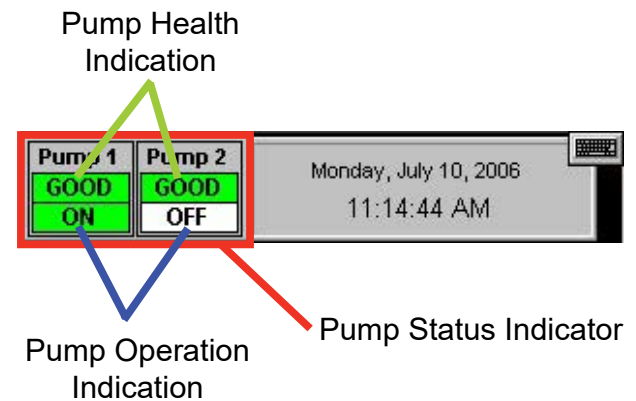 Pump Health
Indication
Pump 1 Pump 2
GOOD GOOD
ON OFF
Monday, July 10, 2006
11:14:44 AM
Pump Status Indicator
Pump Operation
Indication